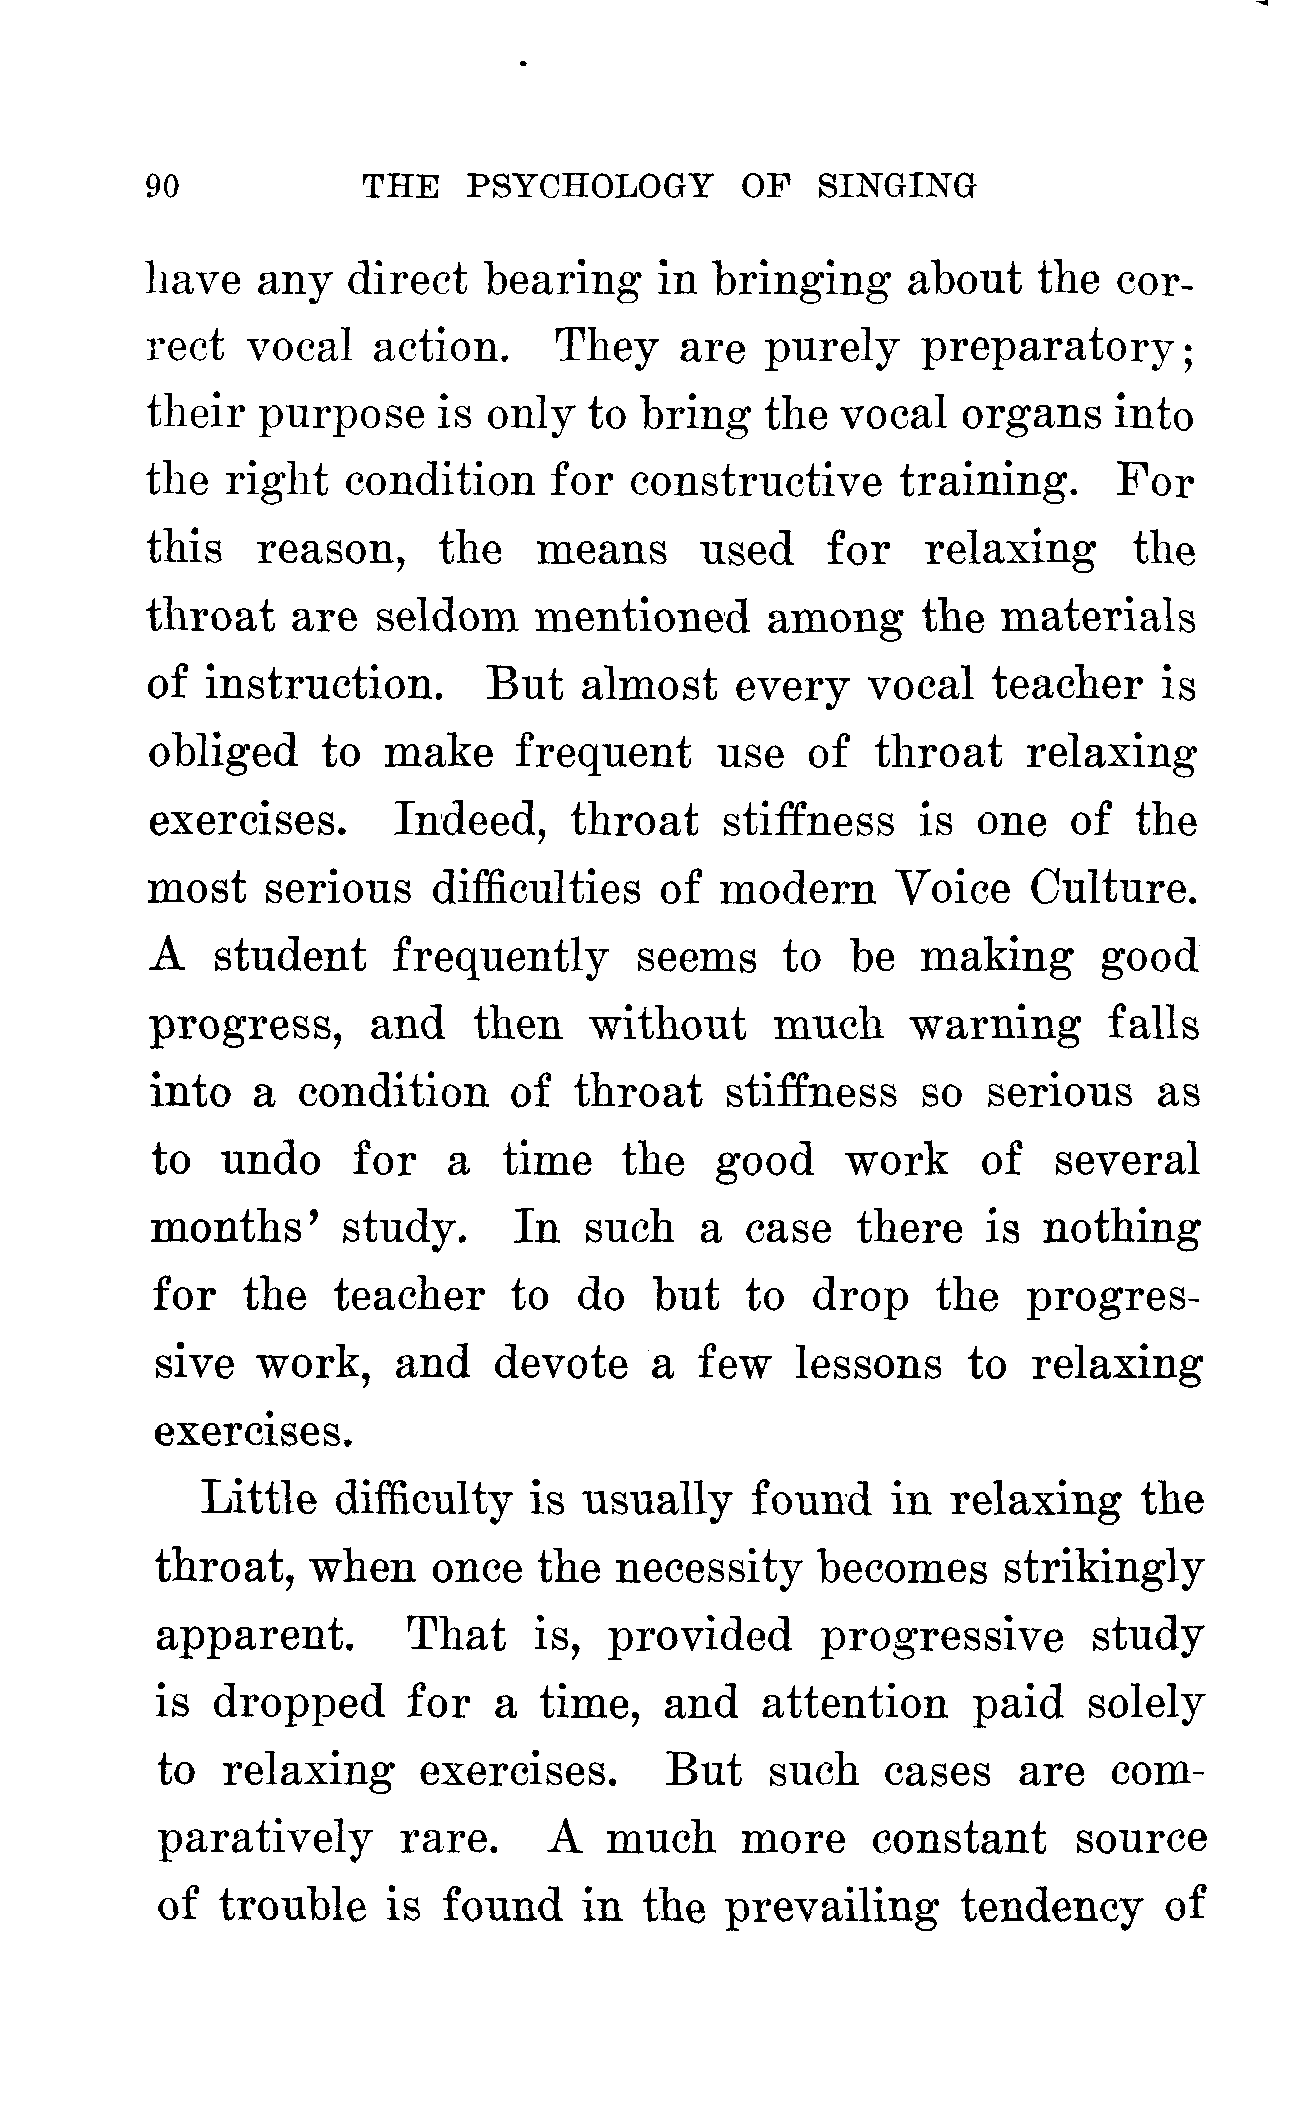 90 THE PSYCHOLOGY OF SINGING
have any direct bearing in bringing about the cor-
rect vocal action. They are purely preparatory;
their purpose is only to bring the vocal organs into
the right condition for constructive training. For
this reason, the means used for relaxing the
throat are seldom mentioned among the materials
of instruction. But almost every vocal teacher is
obliged to make frequent use of throat relaxing
exercises. Indeed, throat stiffness is one of the
most serious difficulties of modern Voice Culture.
A student frequently seems to be making good
progress, and then without much warning falls
into a condition of throat stiffness so serious as
to undo for a time the good work of several
months' study. In such a case there is nothing
for the teacher to do but to drop the progres-
sive work, and devote a few lessons to relaxing
exercises.
Little difficulty is usually found in relaxing the
throat, when once the necessity becomes strikingly
apparent. That is, provided progressive study
is dropped for a time, and attention paid solely
to relaxing exercises. But such cases are com-
paratively rare. A much more constant source
of trouble is found in the prevailing tendency of